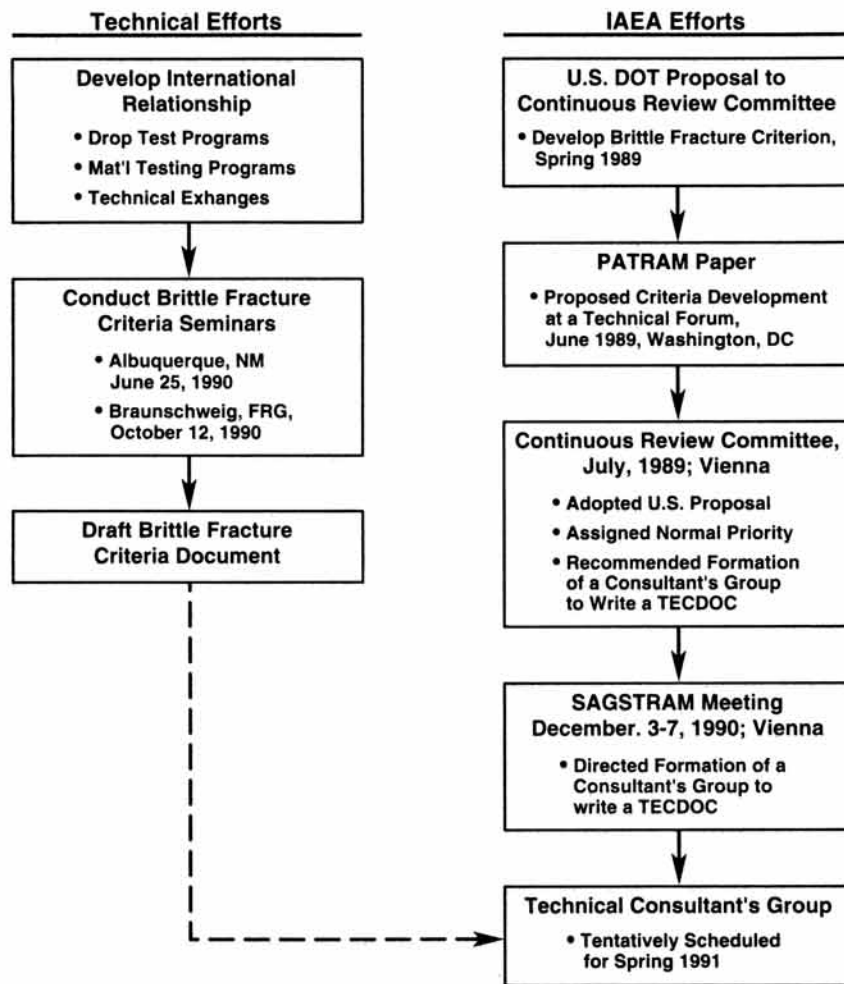 Technical Efforts
Develop International
Relationship
• Drop Test Programs
• Mat'l Testing Programs
• Technical Exhanges
Conduct Brittle Fracture
Criteria Seminars
• Albuquerque, NM
June 25, 1990
• Braunschweig, FRG,
October 12, 1990
Draft Brittle Fracture
Criteria Document
IAEA Efforts
U.S. DOT Proposal to
Continuous Review Committee
• Develop Brittle Fracture Criterion,
Spring 1989
PATRAM Paper
• Proposed Criteria Development
at a Technical Forum,
June 1989, Washington, DC
Continuous Review Committee,
July, 1989; Vienna
• Adopted U.S. Proposal
• Assigned Normal Priority
• Recommended Formation
of a Consultant's Group
to Write a TECDOC
SAGSTRAM Meeting
December. 3-7, 1990; Vienna
• Directed Formation of a
Consultant's Group to
write a TECDOC
Technical Consultant's Group
• Tentatively Scheduled
for Spring 1991